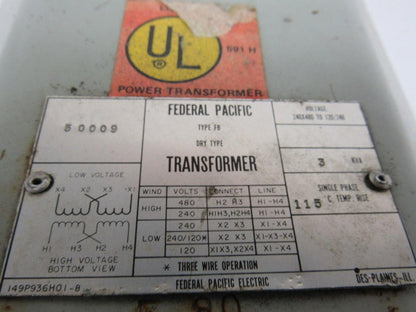 UL
®
591 H
POWER TRANSFORMER
50009
FEDERAL PACIFIC
TYPE FB
DRY TYPE
TRANSFORMER
VOLTAGE
240X480 TO 120/240
3 KVA
SINGLE PHASE
115 °C. TEMP. RISE
LOW VOLTAGE
X4 X2 X3 X1
H1 H3 H2 H4
HIGH VOLTAGE
BOTTOM VIEW
WIND VOLTS CONNECT LINE
HIGH 480 H2 H3 H1-H4
240 H1H3,H2H4 H1-H4
LOW 240 X2 X3 X1-X4
240/120* X2 X3 X1-X3-X4
120 X1X3,X2X4 X1-X4
* THREE WIRE OPERATION
149P936H01-8
FEDERAL PACIFIC ELECTRIC
DES-PLAINES-ILL